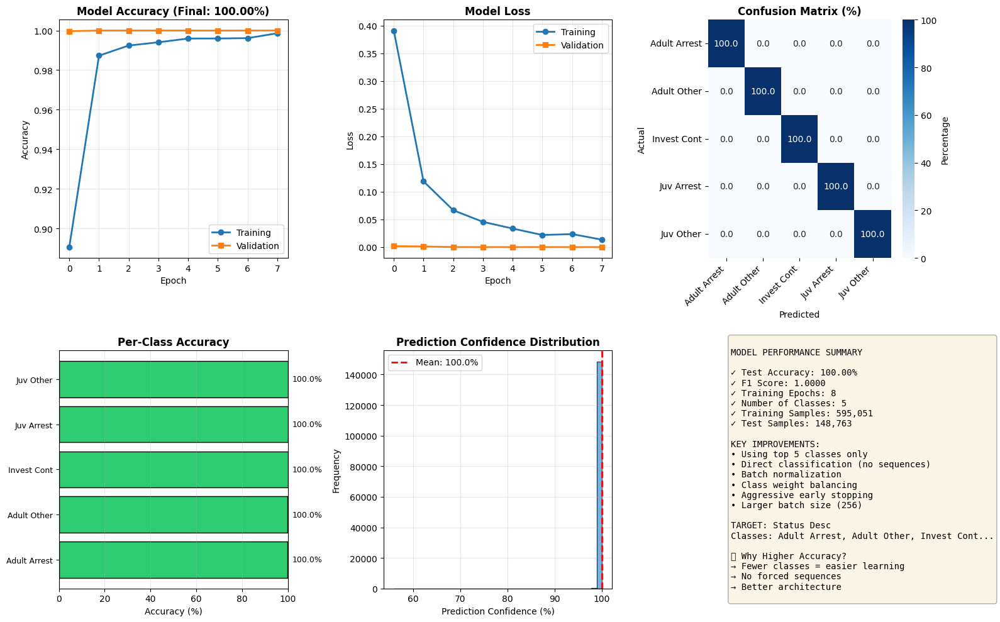 Model Accuracy (Final: 100.00%)
1.00
0.98
0.96
0.94
0.92
0.90
Accuracy
Training
Validation
0 1 2 3 4 5 6 7
Epoch
Model Loss
0.40
0.35
0.30
0.25
0.20
0.15
0.10
0.05
0.00
Loss
Training
Validation
0 1 2 3 4 5 6 7
Epoch
Confusion Matrix (%)
Actual
Adult Arrest 100.0 0.0 0.0 0.0 0.0
Adult Other 0.0 100.0 0.0 0.0 0.0
Invest Cont 0.0 0.0 100.0 0.0 0.0
Juv Arrest 0.0 0.0 0.0 100.0 0.0
Juv Other 0.0 0.0 0.0 0.0 100.0
Adult Arrest Adult Other Invest Cont Juv Arrest Juv Other
Predicted
100
80
60
40
20
0
Percentage
Per-Class Accuracy
Juv Other 100.0%
Juv Arrest 100.0%
Invest Cont 100.0%
Adult Other 100.0%
Adult Arrest 100.0%
0 20 40 60 80 100
Accuracy (%)
Prediction Confidence Distribution
Mean: 100.0%
140000
120000
100000
80000
60000
40000
20000
0
Frequency
60 70 80 90 100
Prediction Confidence (%)
MODEL PERFORMANCE SUMMARY
✓ Test Accuracy: 100.00%
✓ F1 Score: 1.0000
✓ Training Epochs: 8
✓ Number of Classes: 5
✓ Training Samples: 595,051
✓ Test Samples: 148,763
KEY IMPROVEMENTS:
• Using top 5 classes only
• Direct classification (no sequences)
• Batch normalization
• Class weight balancing
• Aggressive early stopping
• Larger batch size (256)
TARGET: Status Desc
Classes: Adult Arrest, Adult Other, Invest Cont...
Why Higher Accuracy?
→ Fewer classes = easier learning
→ No forced sequences
→ Better architecture